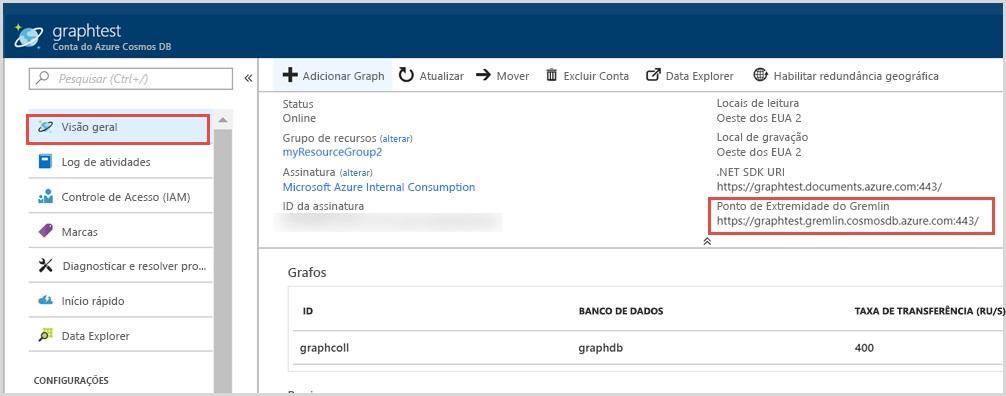 graphtest
Conta do Azure Cosmos DB
Pesquisar (Ctrl+/)
Visão geral
Log de atividades
Controle de Acesso (IAM)
Marcas
Diagnosticar e resolver pro...
Início rápido
Data Explorer
CONFIGURAÇÕES
Adicionar Graph
Atualizar
Mover
Excluir Conta
Data Explorer
Habilitar redundância geográfica
Status
Online
Grupo de recursos (alterar)
myResourceGroup2
Assinatura (alterar)
Microsoft Azure Internal Consumption
ID da assinatura
Locais de leitura
Oeste dos EUA 2
Local de gravação
Oeste dos EUA 2
.NET SDK URI
https://graphtest.documents.azure.com:443/
Ponto de Extremidade do Gremlin
https://graphtest.gremlin.cosmosdb.azure.com:443/
Grafos
ID BANCO DE DADOS TAXA DE TRANSFERÊNCIA (RU/S)
graphcoll graphdb 400